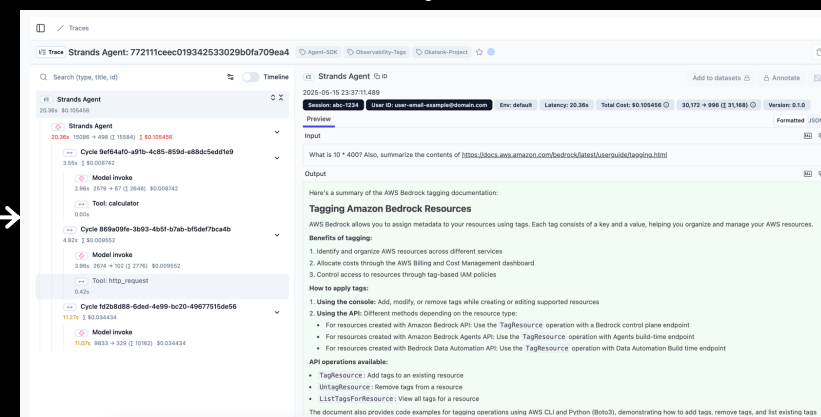 Traces
Trace Strands Agent: 772111ceec019342533029b0fa709ea4 Agent-SDK Observability-Tags Okatank-Project
Search (type, title, id) Timeline
Strands Agent
20.36s $0.105456
Strands Agent
20.36s 15086 → 498 (∑ 15584) ∑ $0.105456
Cycle 9ef64af0-a91b-4c85-859d-e88dc5edd1e9
3.55s ∑ $0.008742
Model invoke
2.96s 2579 → 67 (∑ 2646) $0.008742
Tool: calculator
0.00s
Cycle 869a09fe-3b93-4b5f-b7ab-bf5def7bca4b
4.82s ∑ $0.009552
Model invoke
3.96s 2674 → 102 (∑ 2776) $0.009552
Tool: http_request
0.42s
Cycle fd2b8d88-6ded-4e99-bc20-49677515de56
11.27s ∑ $0.034434
Model invoke
11.07s 9833 → 329 (∑ 10162) $0.034434
Strands Agent ID Add to datasets Annotate
2025-05-15 23:37:11.489
Session: abc-1234 User ID: user-email-example@domain.com Env: default Latency: 20.36s Total Cost: $0.105456 30,172 → 996 (∑ 31,168) Version: 0.1.0
Preview Formatted JSON
Input
What is 10 * 400? Also, summarize the contents of https://docs.aws.amazon.com/bedrock/latest/userguide/tagging.html
Output
Here's a summary of the AWS Bedrock tagging documentation:
Tagging Amazon Bedrock Resources
AWS Bedrock allows you to assign metadata to your resources using tags. Each tag consists of a key and a value, helping you organize and manage your AWS resources.
Benefits of tagging:
1. Identify and organize AWS resources across different services
2. Allocate costs through the AWS Billing and Cost Management dashboard
3. Control access to resources through tag-based IAM policies
How to apply tags:
1. Using the console: Add, modify, or remove tags while creating or editing supported resources
2. Using the API: Different methods depending on the resource type:
• For resources created with Amazon Bedrock API: Use the TagResource operation with a Bedrock control plane endpoint
• For resources created with Amazon Bedrock Agents API: Use the TagResource operation with Agents build-time endpoint
• For resources created with Bedrock Data Automation API: Use the TagResource operation with Data Automation Build time endpoint
API operations available:
• TagResource: Add tags to an existing resource
• UntagResource: Remove tags from a resource
• ListTagsForResource: View all tags for a resource
The document also provides code examples for tagging operations using AWS CLI and Python (Boto3), demonstrating how to add tags, remove tags, and list existing tags